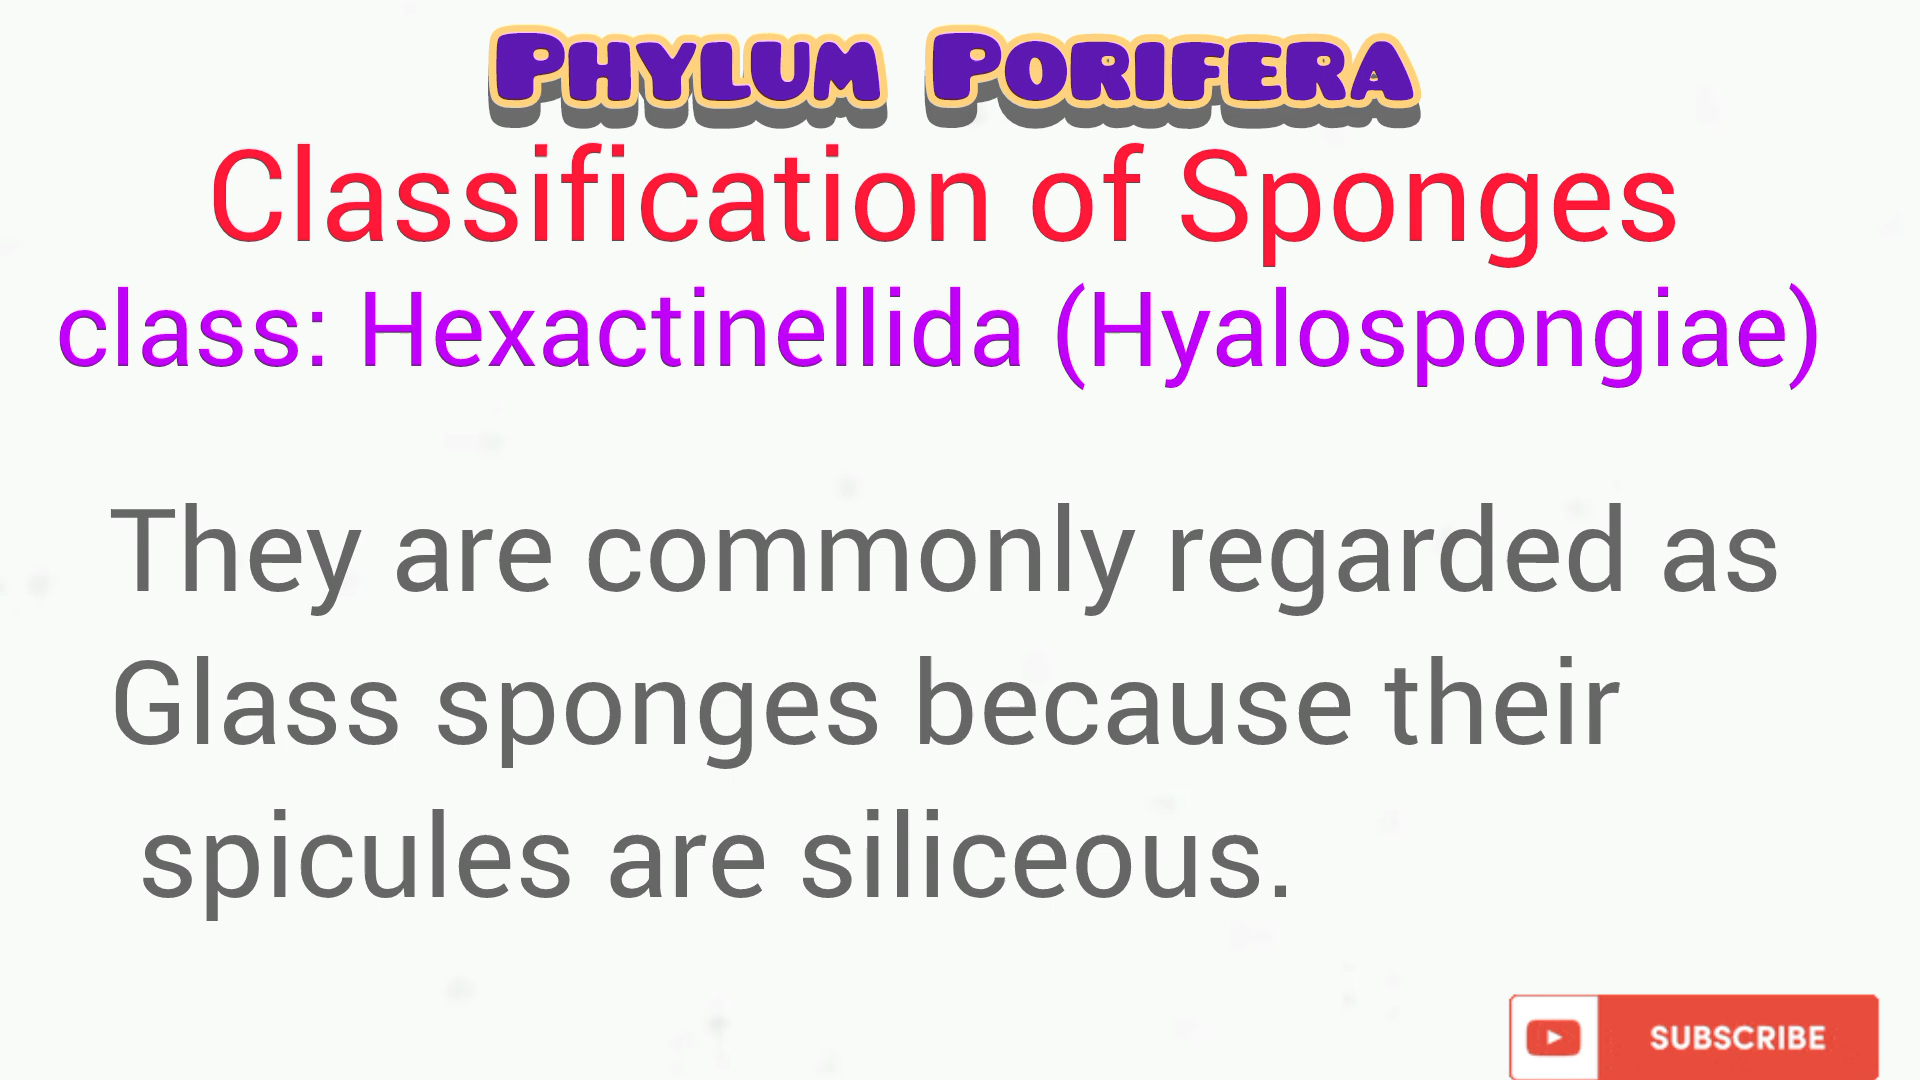 PHYLUM PORIFERA
Classification of Sponges
class: Hexactinellida (Hyalospongiae)
They are commonly regarded as
Glass sponges because their
spicules are siliceous.
SUBSCRIBE